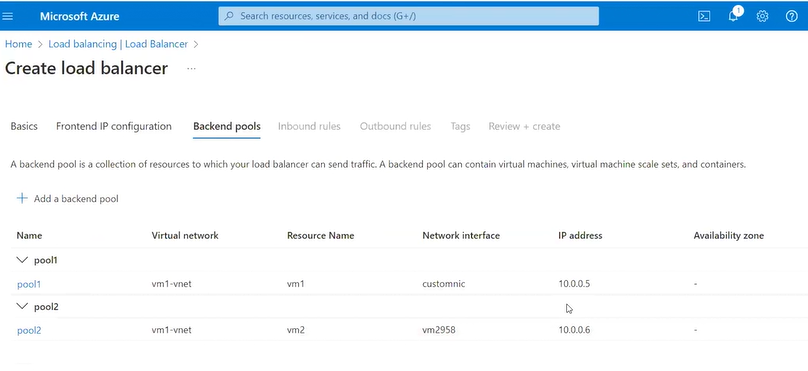 Microsoft Azure
Search resources, services, and docs (G+/)
1
Home > Load balancing | Load Balancer >
Create load balancer ...
Basics Frontend IP configuration Backend pools Inbound rules Outbound rules Tags Review + create
A backend pool is a collection of resources to which your load balancer can send traffic. A backend pool can contain virtual machines, virtual machine scale sets, and containers.
+ Add a backend pool
Name Virtual network Resource Name Network interface IP address Availability zone
pool1
pool1 vm1-vnet vm1 customnic 10.0.0.5 -
pool2
pool2 vm1-vnet vm2 vm2958 10.0.0.6 -